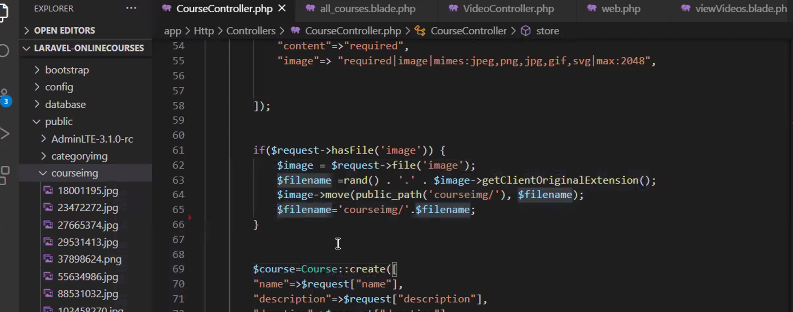 EXPLORER
CourseController.php
all_courses.blade.php
VideoController.php
web.php
viewVideos.blade.ph
OPEN EDITORS
app > Http > Controllers > CourseController.php > CourseController > store
LARAVEL-ONLINECOURSES
bootstrap
config
database
public
AdminLTE-3.1.0-rc
categoryimg
courseimg
18001195.jpg
23472272.jpg
27665374.jpg
29531413.jpg
37898624.png
55634986.jpg
88531032.jpg
103458270.jpg
3
54 "content"=>"required",
55 "image"=> "required|image|mimes:jpeg,png,jpg,gif,svg|max:2048",
56
57
58 ]);
59
60
61 if($request->hasFile('image')) {
62 $image = $request->file('image');
63 $filename =rand() . '.' . $image->getClientOriginalExtension();
64 $image->move(public_path('courseimg/'), $filename);
65 $filename='courseimg/'.$filename;
66 }
67
68
69 $course=Course::create([
70 "name"=>$request["name"],
71 "description"=>$request["description"],